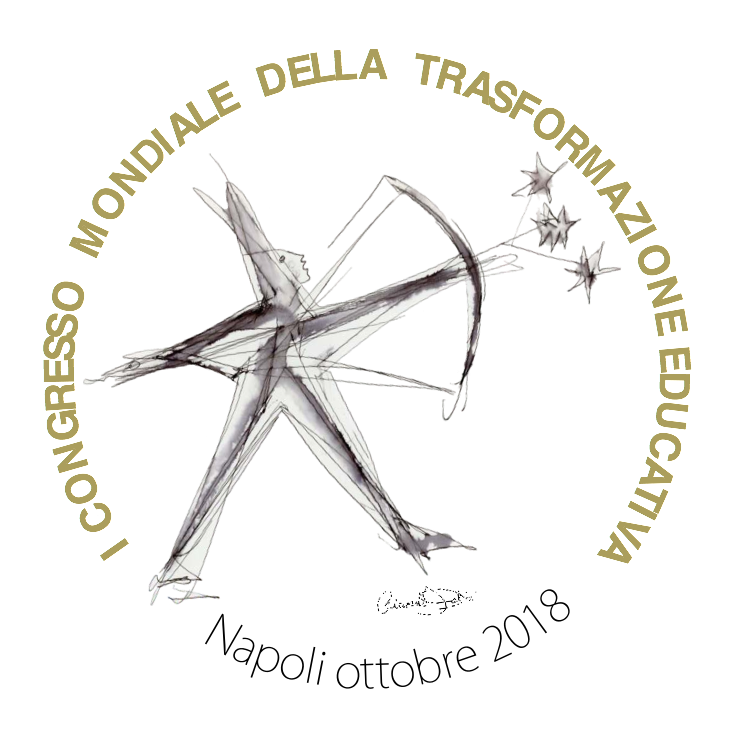 I CONGRESSO MONDIALE DELLA TRASFORMAZIONE EDUCATIVA
Napoli ottobre 2018